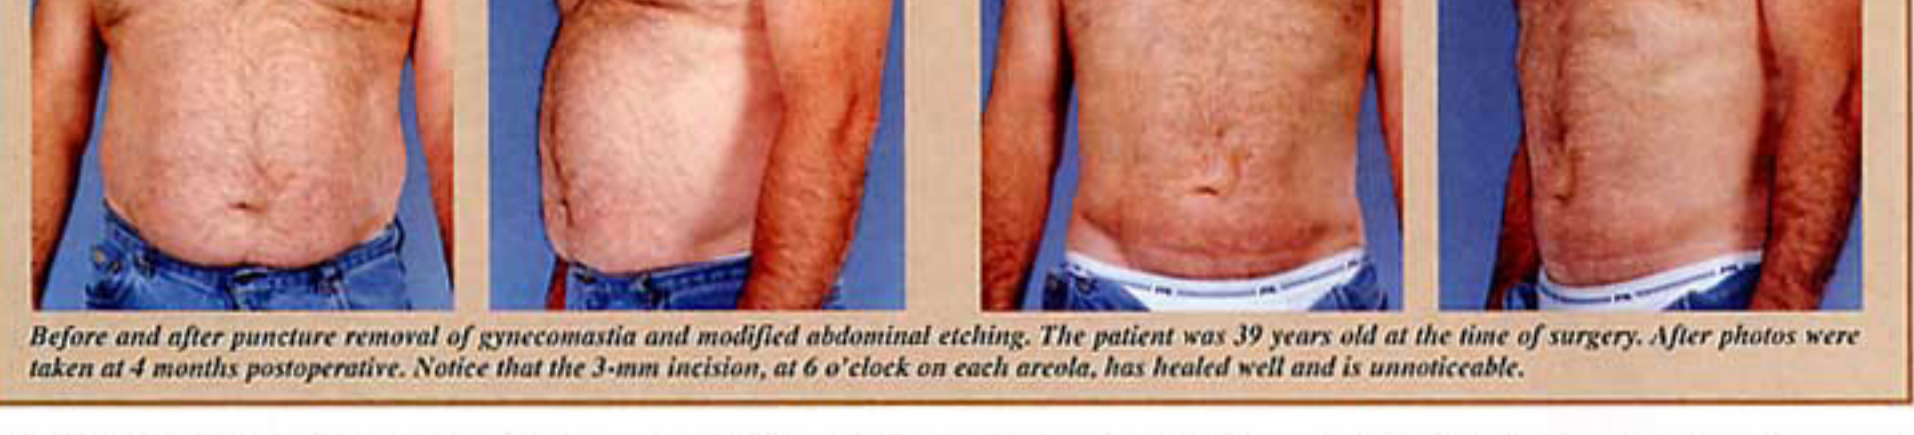 Before and after puncture removal of gynecomastia and modified abdominal etching. The patient was 39 years old at the time of surgery. After photos were
taken at 4 months postoperative. Notice that the 3-mm incision, at 6 o'clock on each areola, has healed well and is unnoticeable.